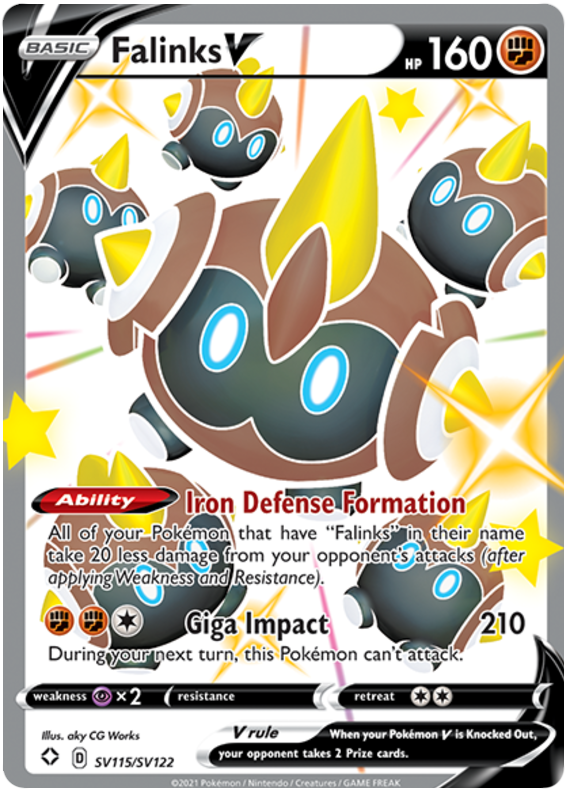 BASIC Falinks V HP 160
Ability Iron Defense Formation
All of your Pokémon that have “Falinks” in their name
take 20 less damage from your opponent's attacks (after
applying Weakness and Resistance).
Giga Impact 210
During your next turn, this Pokémon can't attack.
weakness ×2 resistance retreat
Illus. aky CG Works
V rule When your Pokémon V is Knocked Out,
your opponent takes 2 Prize cards.
D SV115/SV122
©2021 Pokémon / Nintendo / Creatures / GAME FREAK